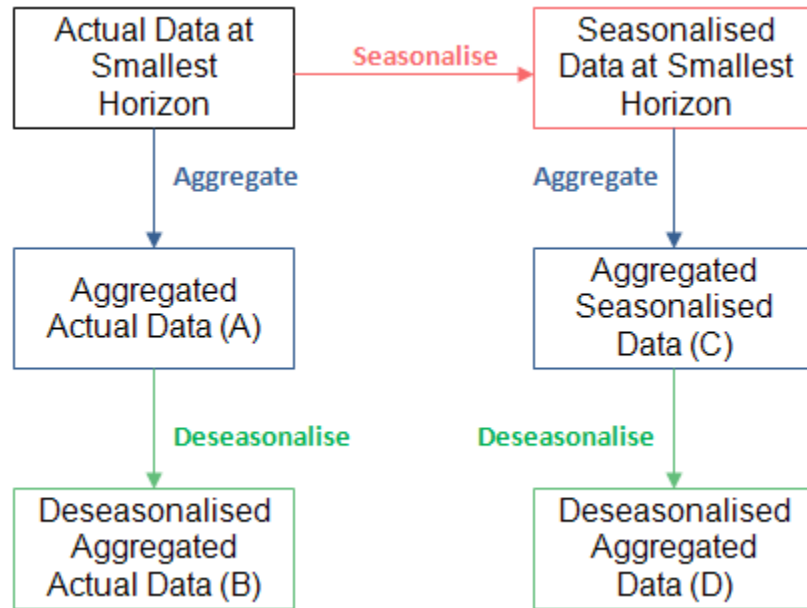 Actual Data at
Smallest
Horizon
Seasonalise
Seasonalised
Data at Smallest
Horizon
Aggregate
Aggregate
Aggregated
Actual Data (A)
Aggregated
Seasonalised
Data (C)
Deseasonalise
Deseasonalise
Deseasonalised
Aggregated
Actual Data (B)
Deseasonalised
Aggregated
Data (D)